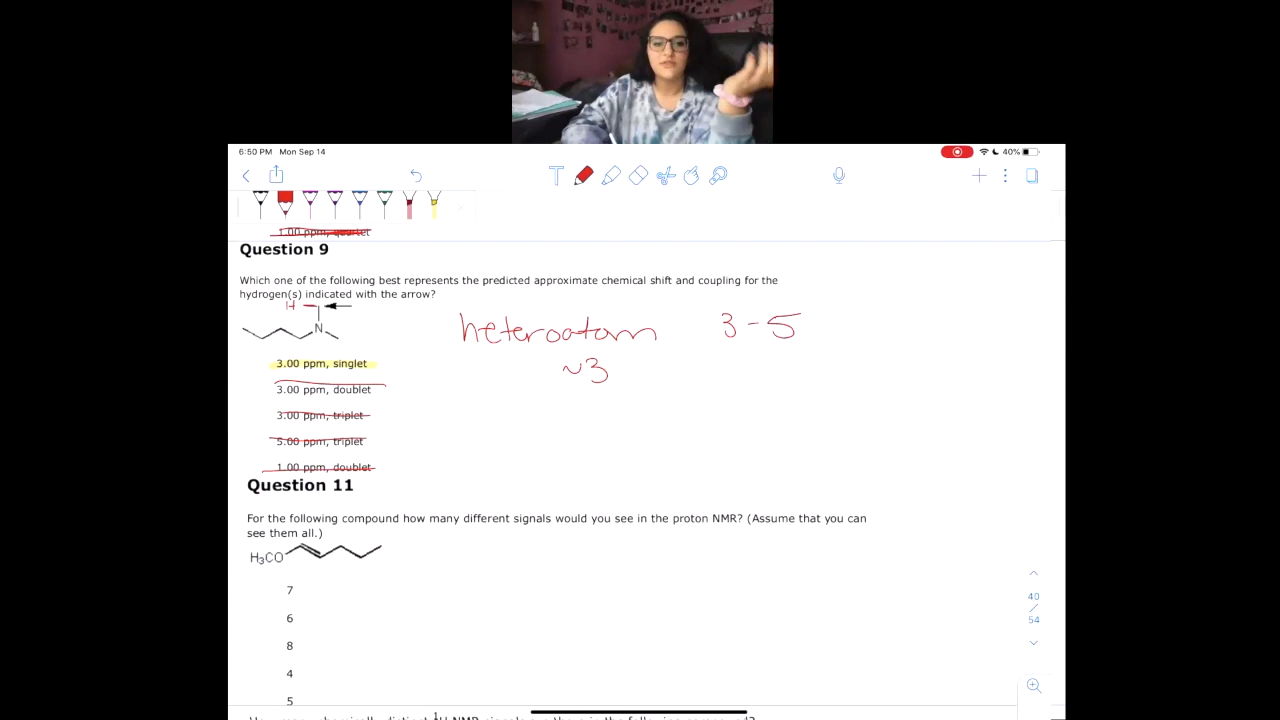 6:50 PM Mon Sep 14
40%
T
1.00 ppm, quartet
Question 9
Which one of the following best represents the predicted approximate chemical shift and coupling for the
hydrogen(s) indicated with the arrow?
H
N
heteroatom 3-5
~3
3.00 ppm, singlet
3.00 ppm, doublet
3.00 ppm, triplet
5.00 ppm, triplet
1.00 ppm, doublet
Question 11
For the following compound how many different signals would you see in the proton NMR? (Assume that you can
see them all.)
H₃CO
7
6
8
4
5
40
/
54